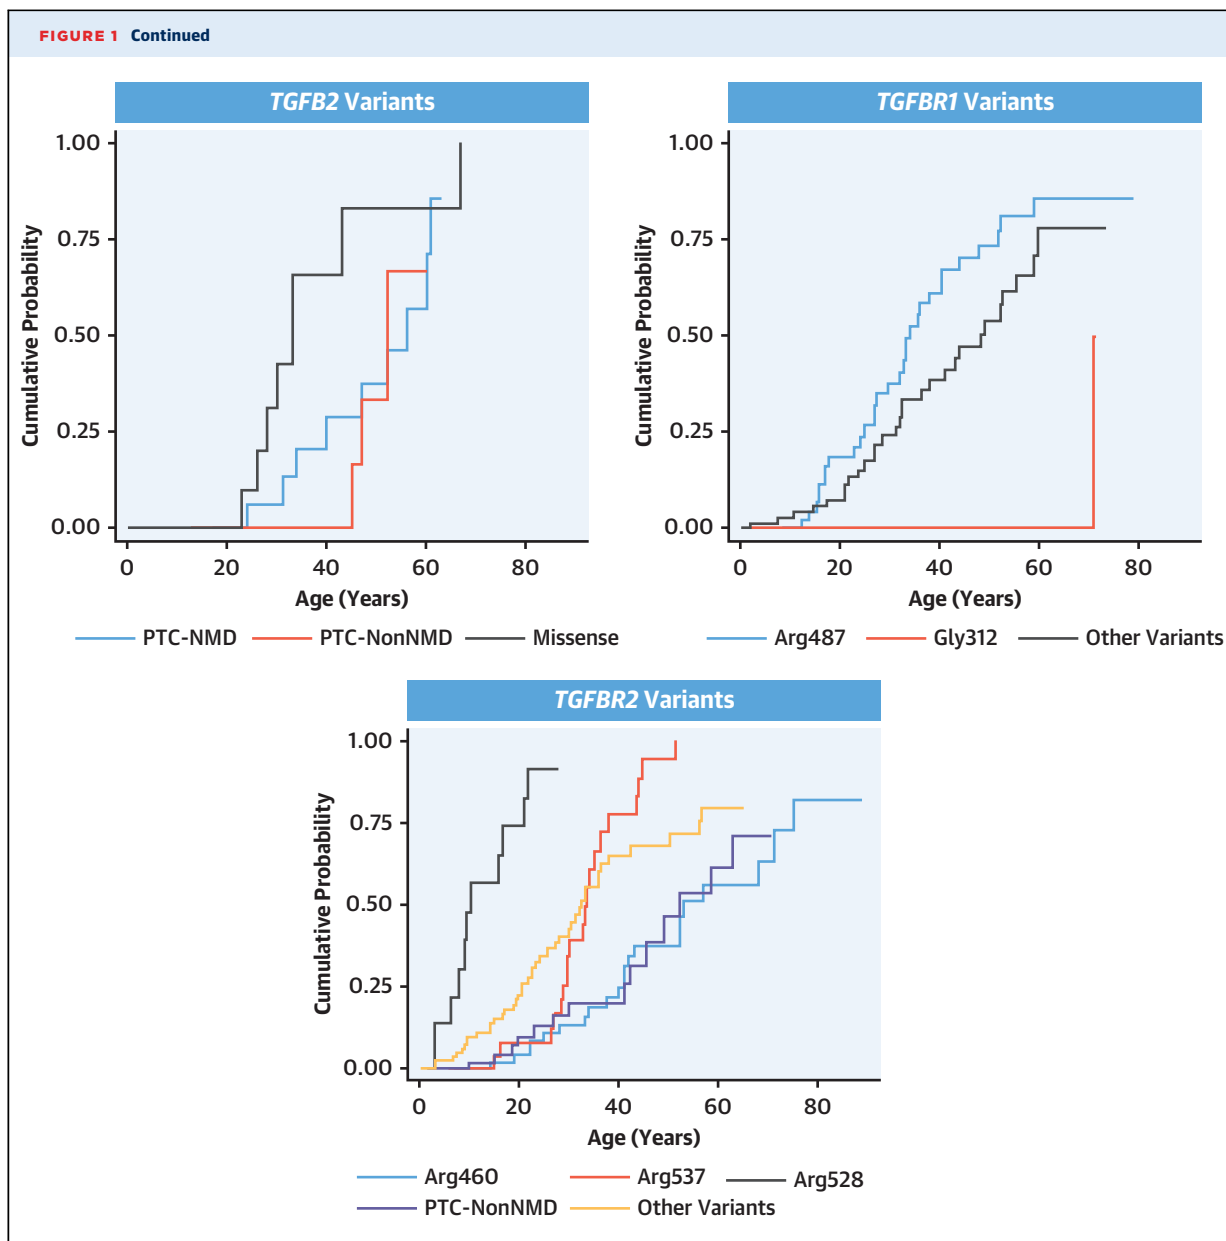 FIGURE 1 Continued
TGFB2 Variants
1.00
0.75
0.50
0.25
0.00
Cumulative Probability
0 20 40 60 80
Age (Years)
PTC-NMD PTC-NonNMD Missense
TGFBR1 Variants
1.00
0.75
0.50
0.25
0.00
Cumulative Probability
0 20 40 60 80
Age (Years)
Arg487 Gly312 Other Variants
TGFBR2 Variants
1.00
0.75
0.50
0.25
0.00
Cumulative Probability
0 20 40 60 80
Age (Years)
Arg460 Arg537 Arg528
PTC-NonNMD Other Variants